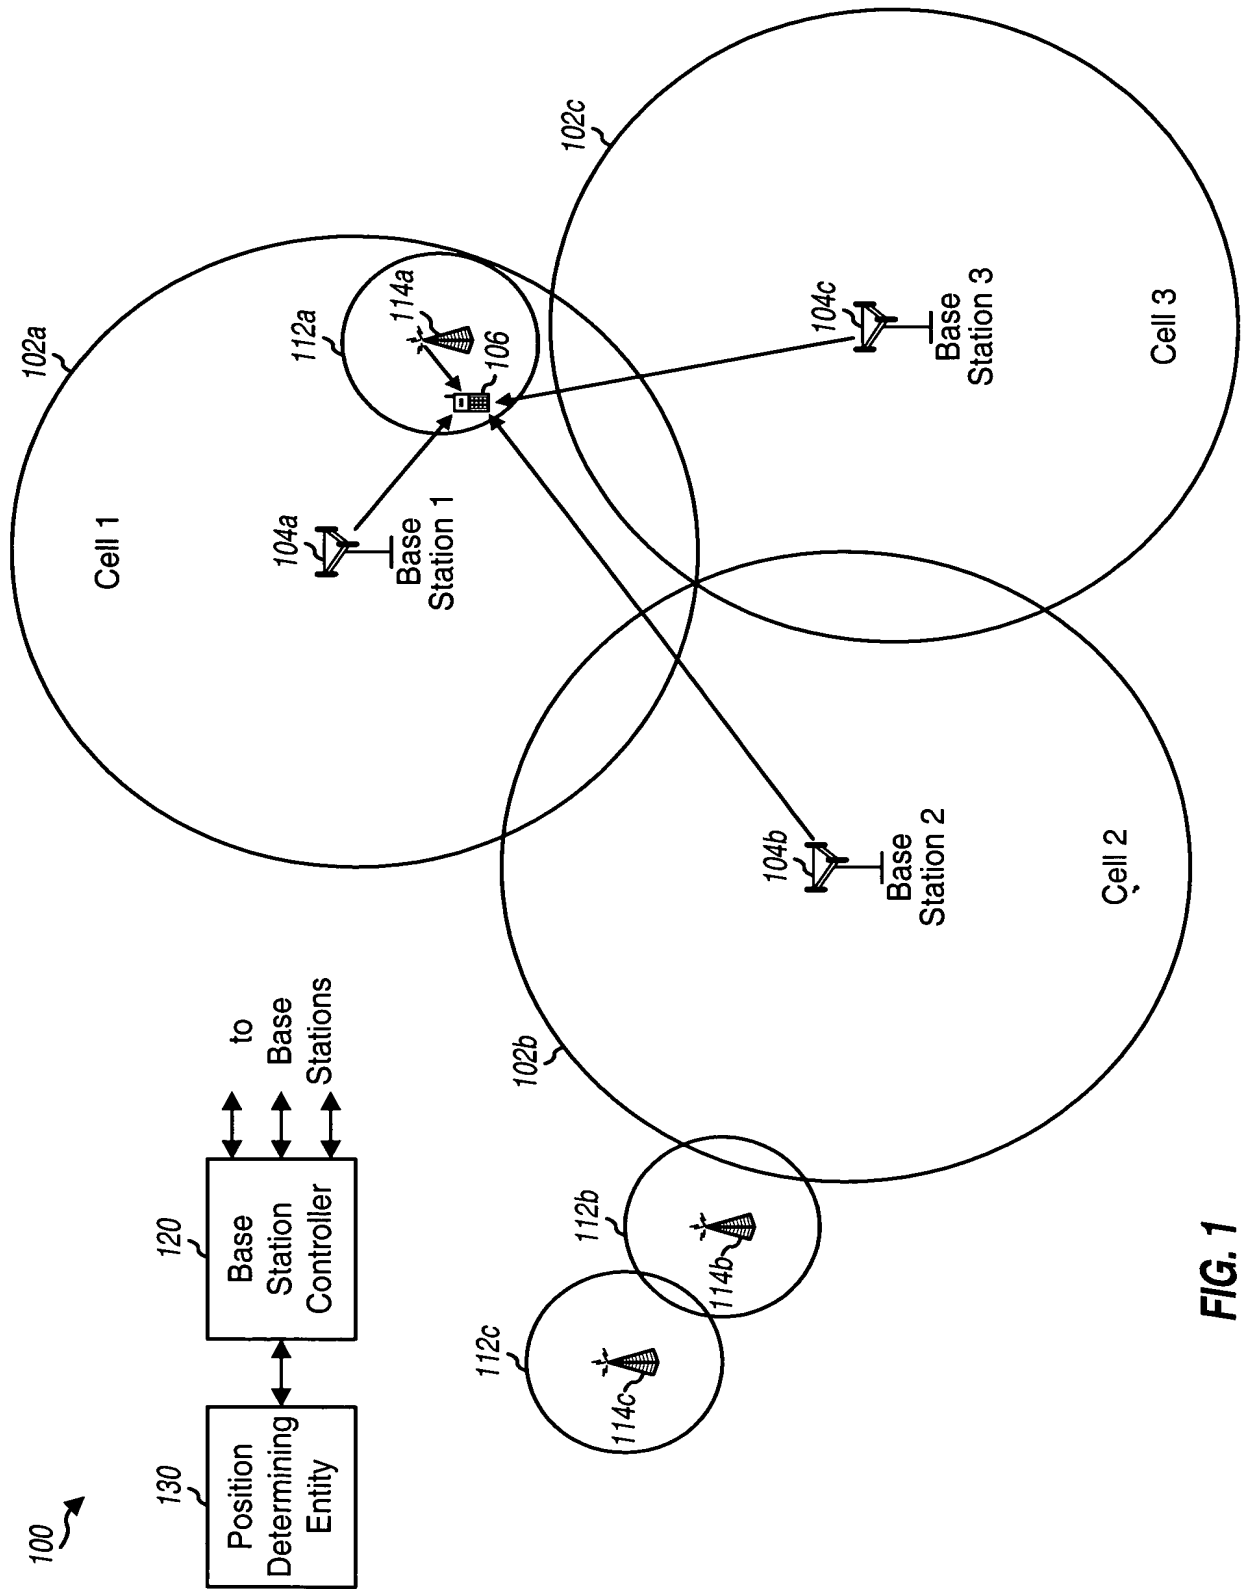 100
130
Position
Determining
Entity
120
Base
Station
Controller
to
Base
Stations
102a
Cell 1
104a
Base
Station 1
112a
114a
106
102b
104b
Base
Station 2
Cell 2
102c
104c
Base
Station 3
Cell 3
112b
114b
112c
114c
FIG. 1